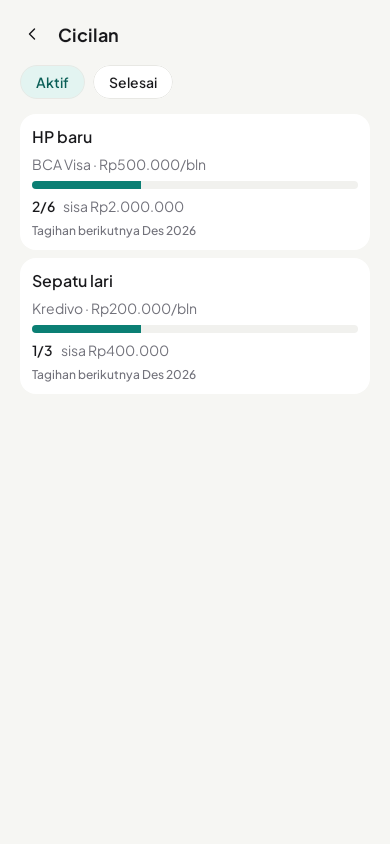 Cicilan
Aktif
Selesai
HP baru
BCA Visa · Rp500.000/bln
2/6 sisa Rp2.000.000
Tagihan berikutnya Des 2026
Sepatu lari
Kredivo · Rp200.000/bln
1/3 sisa Rp400.000
Tagihan berikutnya Des 2026